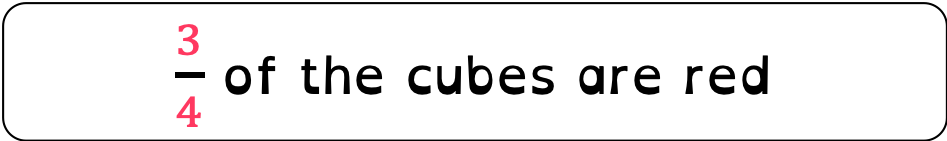 3/4 of the cubes are red